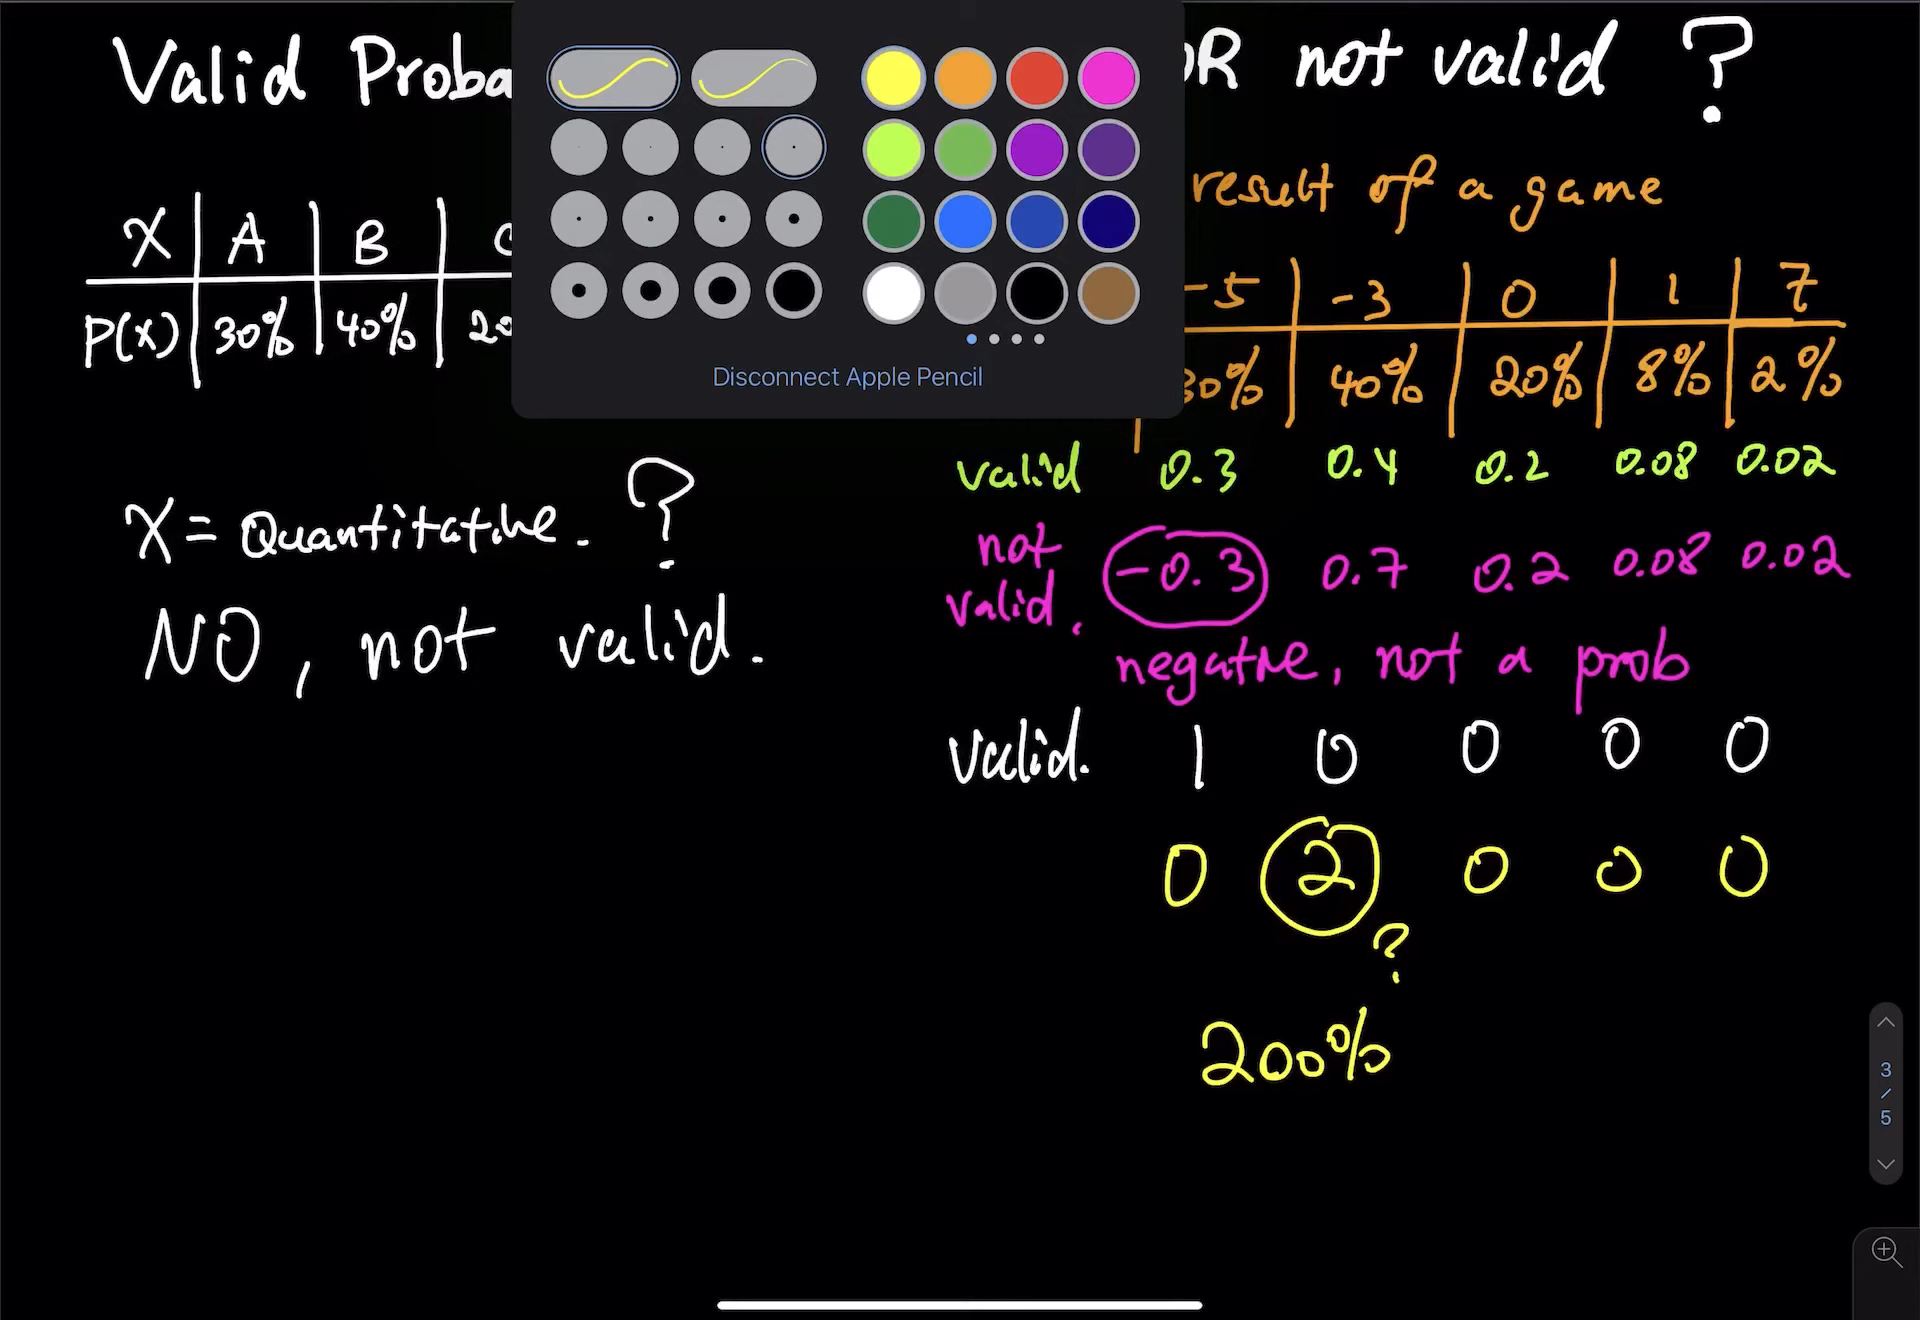 Valid Proba OR not valid ?
result of a game
X A B C
P(X) 30% 40% 20
-5 -3 0 1 7
30% 40% 20% 8% 2%
Disconnect Apple Pencil
valid 0.3 0.4 0.2 0.08 0.02
X = Quantitative. ?
NO, not valid.
not valid. -0.3 0.7 0.2 0.08 0.02
negative, not a prob
valid. 1 0 0 0 0
0 2 0 0 0
?
200%
3
/
5